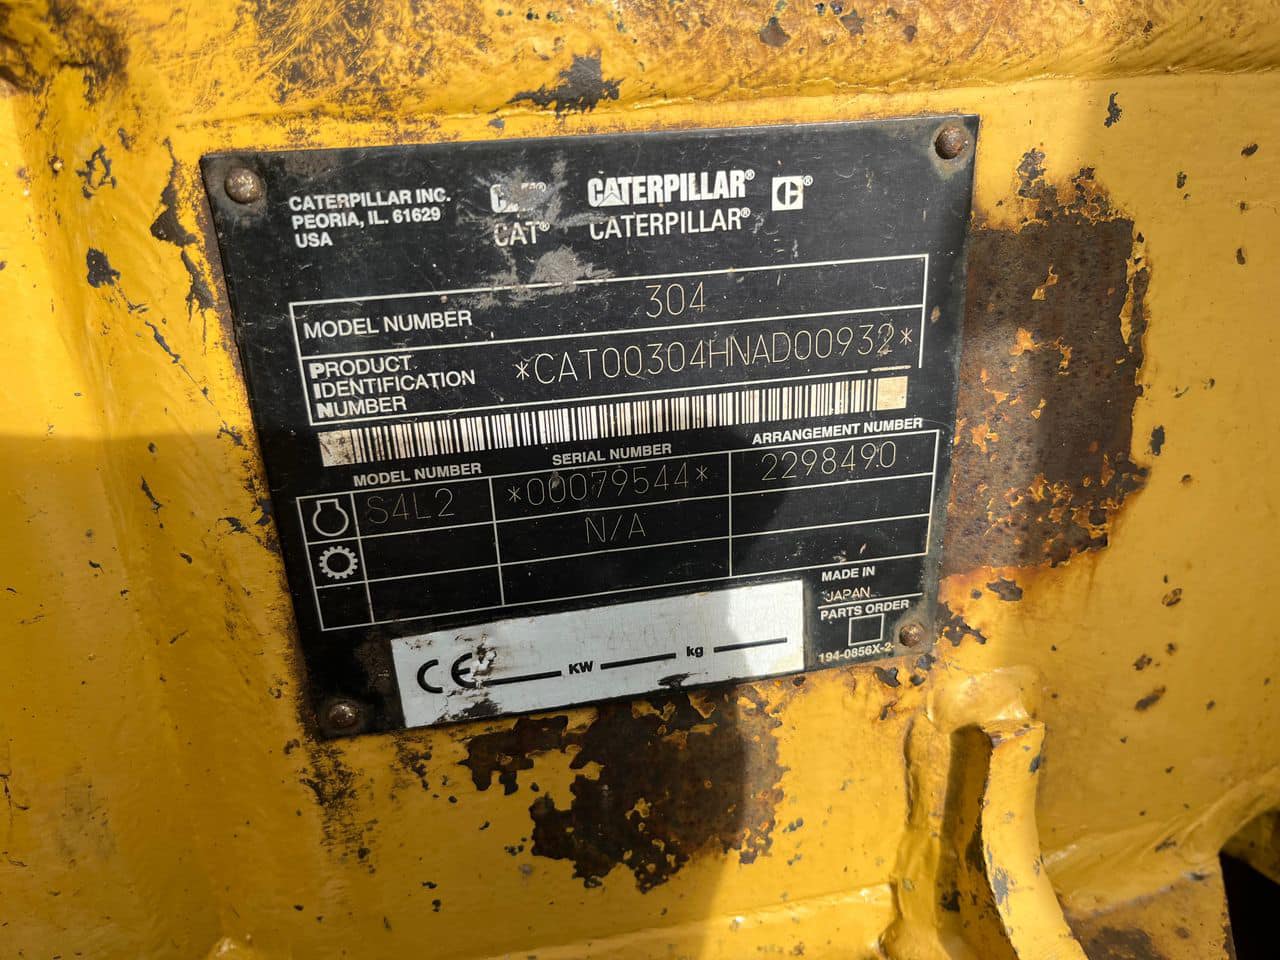 CATERPILLAR INC.
PEORIA, IL. 61629
USA
CAT®
CATERPILLAR® C®
CAT® CATERPILLAR®
MODEL NUMBER 304
PRODUCT
IDENTIFICATION
NUMBER
*CAT00304HNAD00932*
MODEL NUMBER SERIAL NUMBER ARRANGEMENT NUMBER
S4L2 *00079544* 2298490
N/A
MADE IN
JAPAN
PARTS ORDER
194-0856X-2
CE KW kg